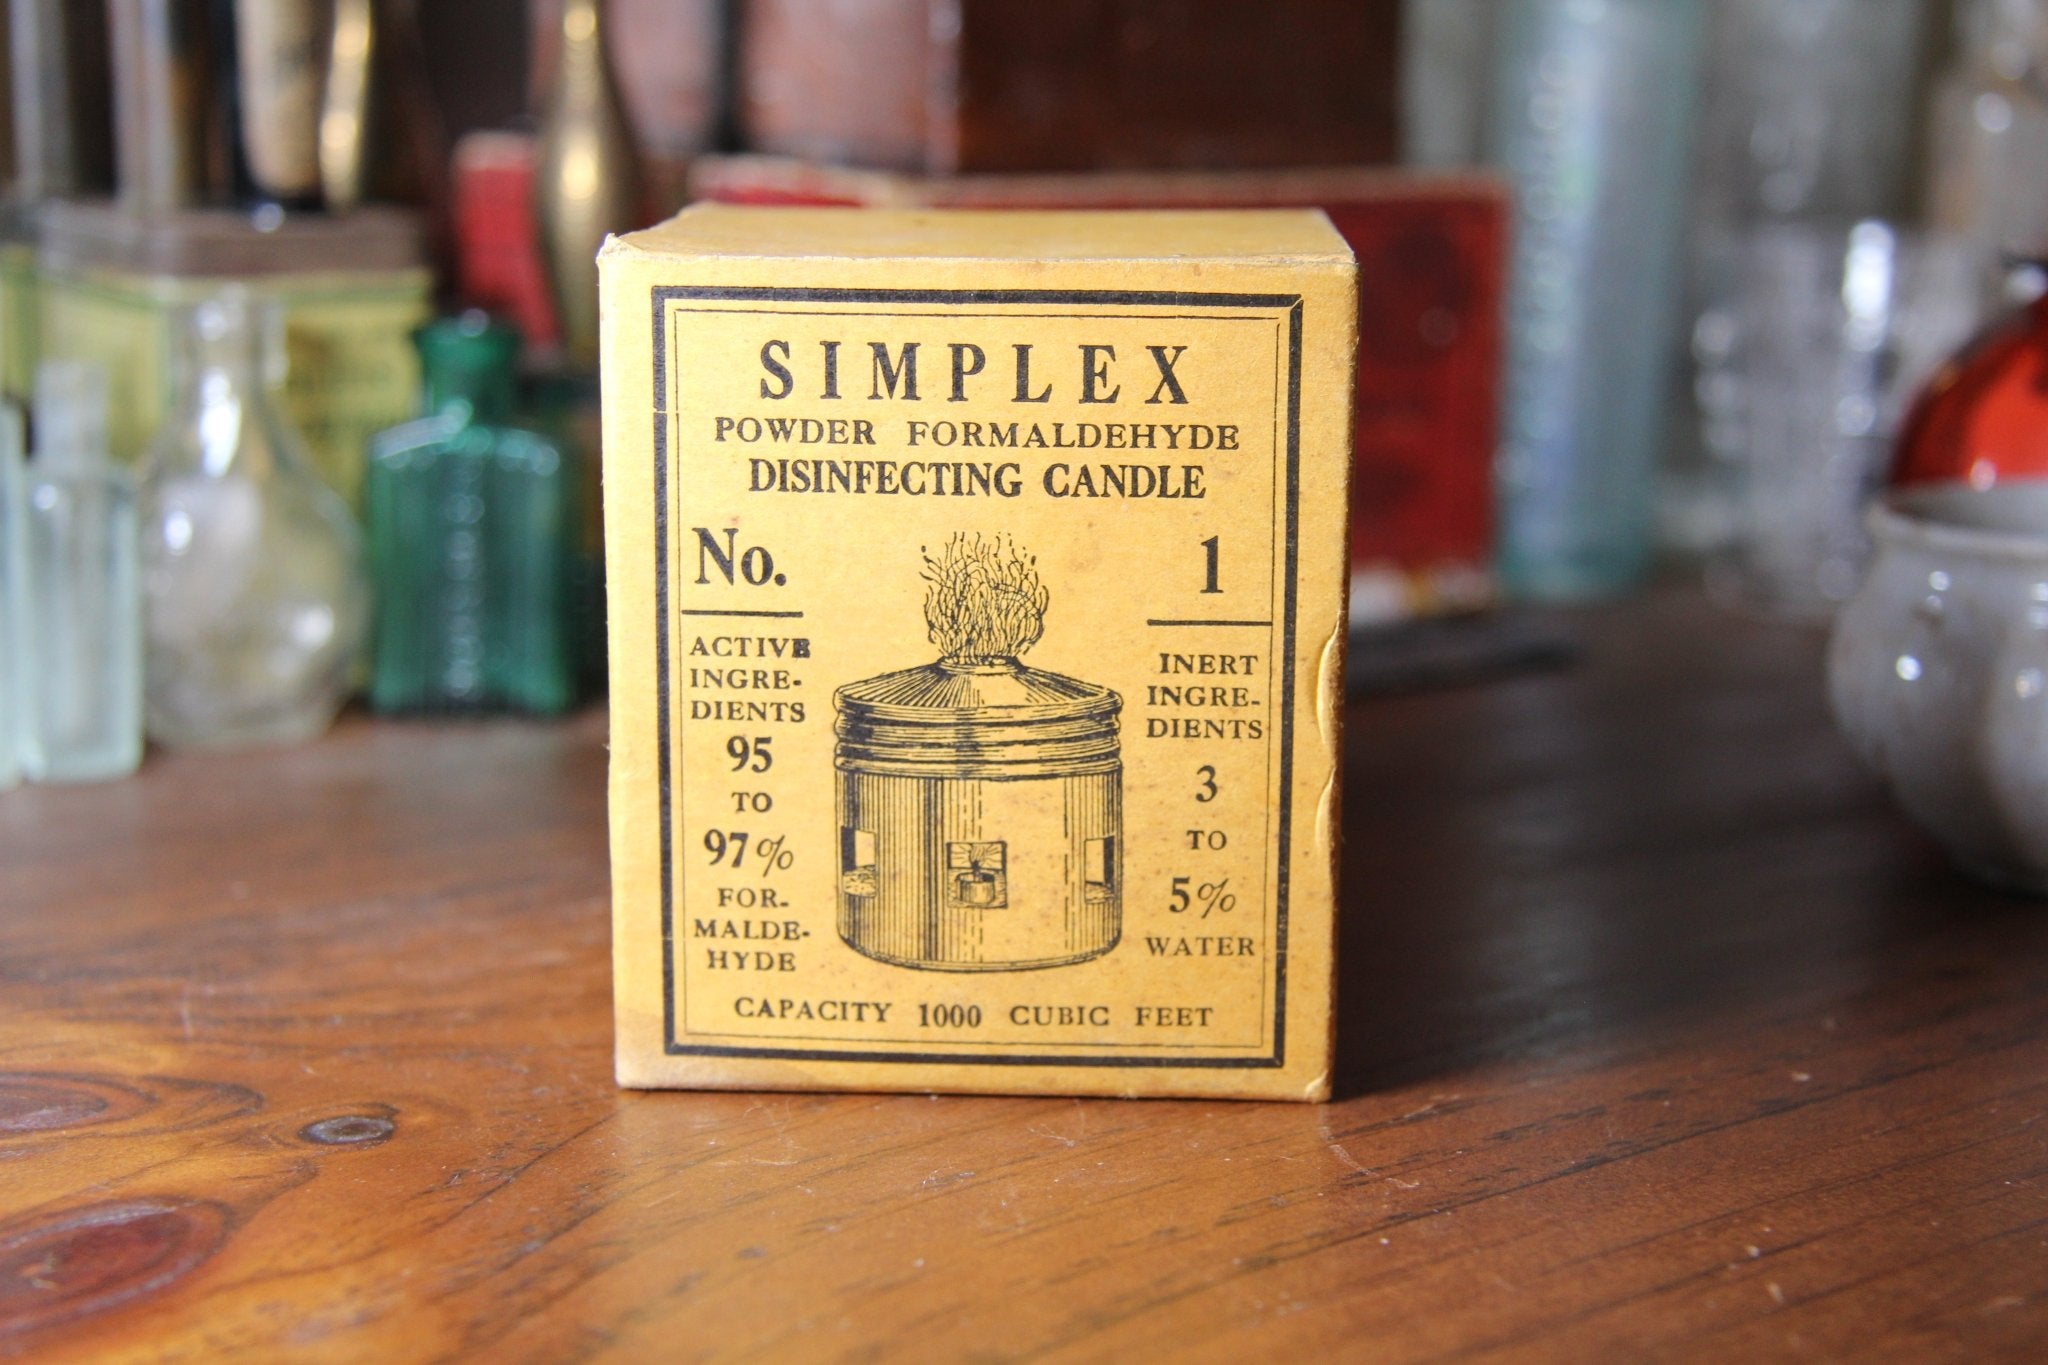 SIMPLEX
POWDER FORMALDEHYDE
DISINFECTING CANDLE
No. 1
ACTIVE
INGRE-
DIENTS
95
TO
97%
FOR-
MALDE-
HYDE
INERT
INGRE-
DIENTS
3
TO
5%
WATER
CAPACITY 1000 CUBIC FEET